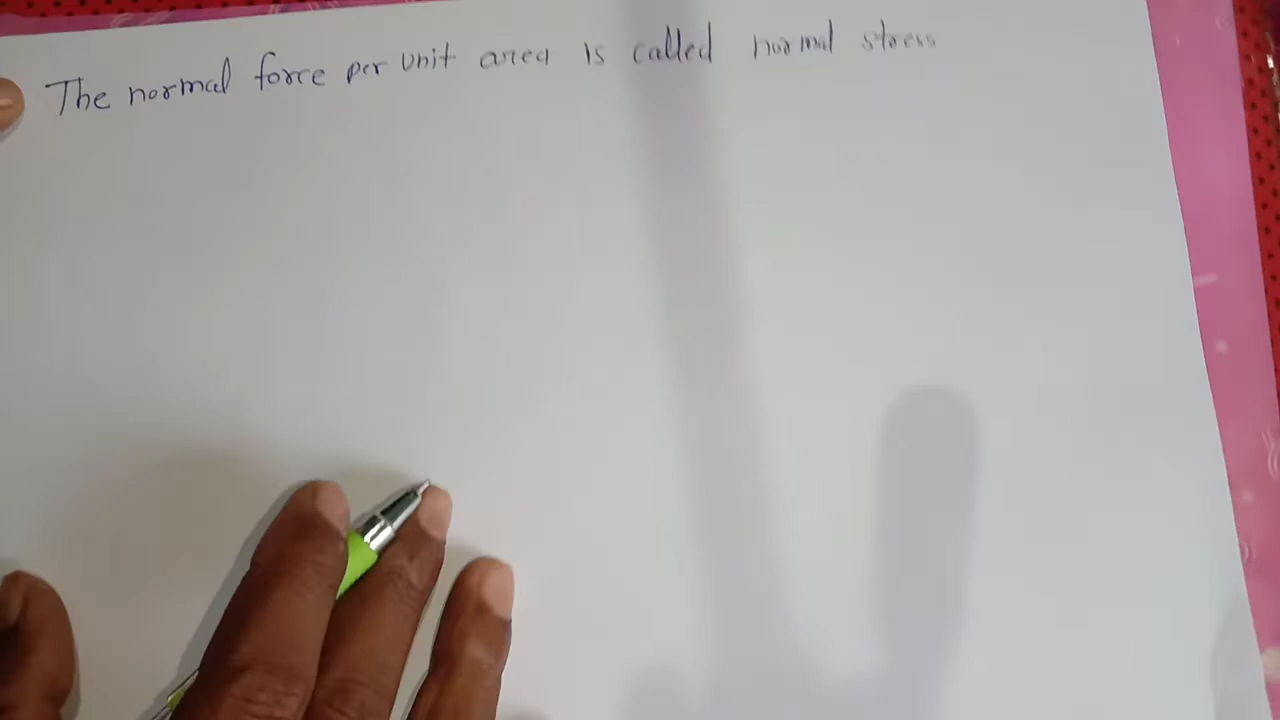 The normal force per unit area is called normal stress